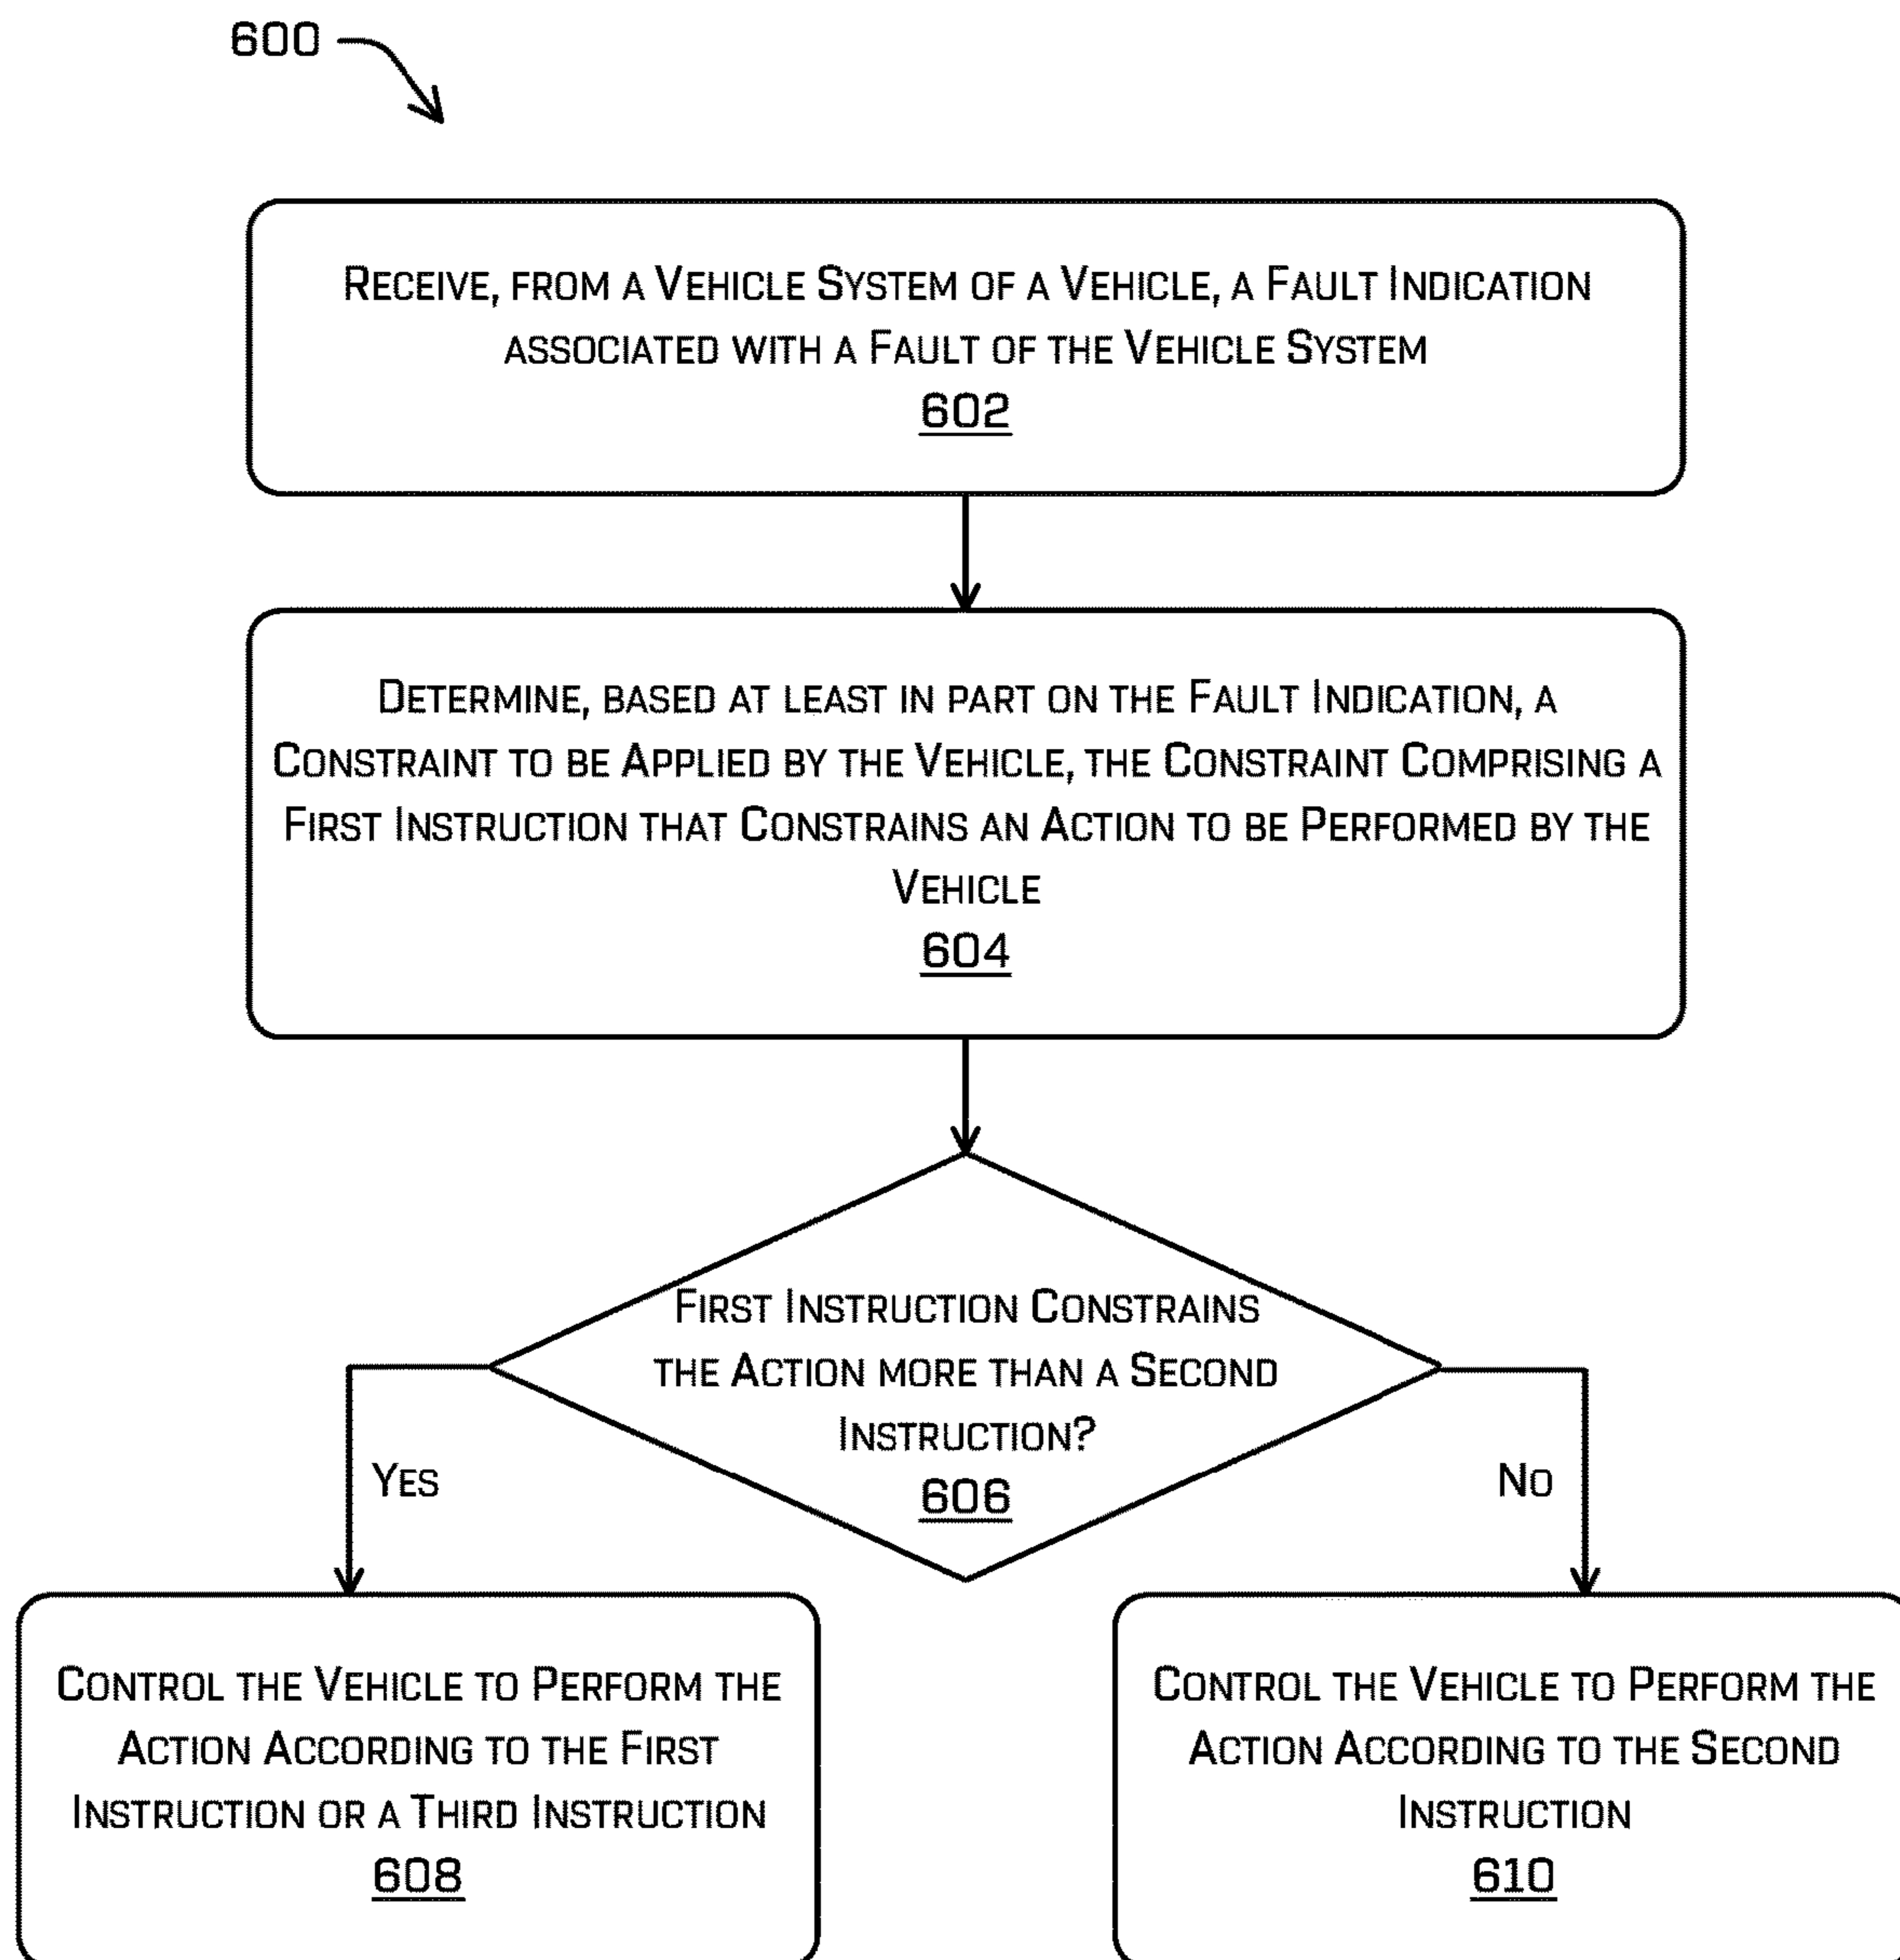 600
Receive, from a Vehicle System of a Vehicle, a Fault Indication
associated with a Fault of the Vehicle System
602
Determine, based at least in part on the Fault Indication, a
Constraint to be Applied by the Vehicle, the Constraint Comprising a
First Instruction that Constrains an Action to be Performed by the
Vehicle
604
First Instruction Constrains
the Action more than a Second
Instruction?
606
Yes
No
Control the Vehicle to Perform the
Action According to the First
Instruction or a Third Instruction
608
Control the Vehicle to Perform the
Action According to the Second
Instruction
610